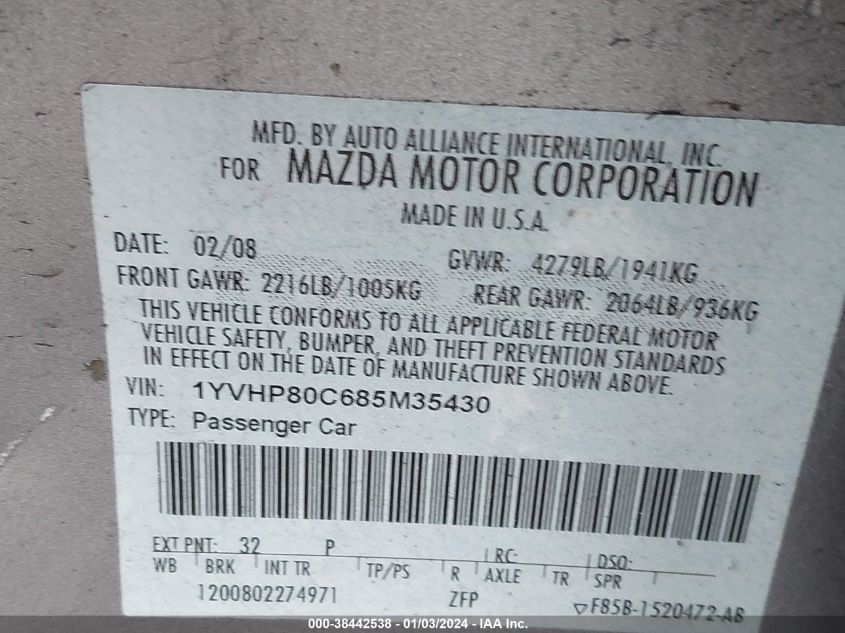 MFD. BY AUTO ALLIANCE INTERNATIONAL, INC.
FOR MAZDA MOTOR CORPORATION
MADE IN U.S.A.
DATE: 02/08 GVWR: 4279LB/1941KG
FRONT GAWR: 2216LB/1005KG REAR GAWR: 2064LB/936KG
THIS VEHICLE CONFORMS TO ALL APPLICABLE FEDERAL MOTOR
VEHICLE SAFETY, BUMPER, AND THEFT PREVENTION STANDARDS
IN EFFECT ON THE DATE OF MANUFACTURE SHOWN ABOVE.
VIN: 1YVHP80C685M35430
TYPE: Passenger Car
EXT PNT: 32 P RC: DSO:
WB BRK INT TR TP/PS R AXLE TR SPR
1200802274971 ZFP F85B-1520472-AB
000-38442538 - 01/03/2024 - IAA Inc.